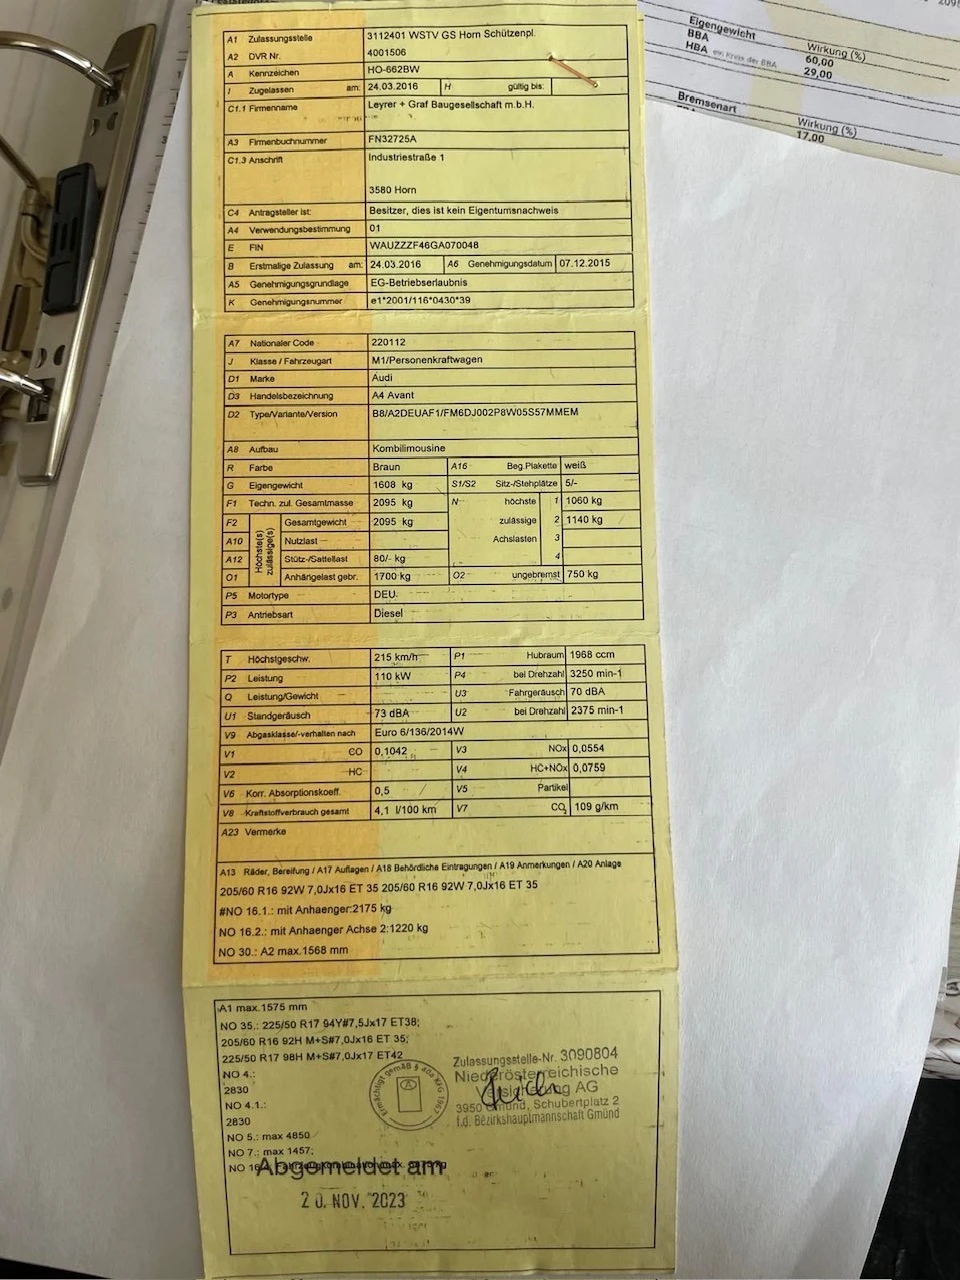 Eigengewicht
BBA
Wirkung (%)
HBA ein Kreis der BBA
60,00
29,00
Bremsenart
Wirkung (%)
17,00
A1 Zulassungsstelle 3112401 WSTV GS Horn Schützenpl.
A2 DVR Nr. 4001506
A Kennzeichen HO-662BW
I Zugelassen am: 24.03.2016 H gültig bis:
C1.1 Firmenname Leyrer + Graf Baugesellschaft m.b.H.
A3 Firmenbuchnummer FN32725A
C1.3 Anschrift Industriestraße 1
3580 Horn
C4 Antragsteller ist: Besitzer, dies ist kein Eigentumsnachweis
A4 Verwendungsbestimmung 01
E FIN WAUZZZF46GA070048
B Erstmalige Zulassung am: 24.03.2016 A6 Genehmigungsdatum 07.12.2015
A5 Genehmigungsgrundlage EG-Betriebserlaubnis
K Genehmigungsnummer e1*2001/116*0430*39
A7 Nationaler Code 220112
J Klasse / Fahrzeugart M1/Personenkraftwagen
D1 Marke Audi
D3 Handelsbezeichnung A4 Avant
D2 Type/Variante/Version B8/A2DEUAF1/FM6DJ002P8W05S57MMEM
A8 Aufbau Kombilimousine
R Farbe Braun A16 Beg.Plakette weiß
G Eigengewicht 1608 kg S1/S2 Sitz-/Stehplätze 5/-
F1 Techn. zul. Gesamtmasse 2095 kg N höchste 1 1060 kg
F2 Höchste(s) zulässige(s) Gesamtgewicht 2095 kg zulässige 2 1140 kg
A10 Nutzlast Achslasten 3
A12 Stütz-/Sattellast 80/- kg 4
O1 Anhängelast gebr. 1700 kg O2 ungebremst 750 kg
P5 Motortype DEU
P3 Antriebsart Diesel
T Höchstgeschw. 215 km/h P1 Hubraum 1968 ccm
P2 Leistung 110 kW P4 bei Drehzahl 3250 min-1
Q Leistung/Gewicht U3 Fahrgeräusch 70 dBA
U1 Standgeräusch 73 dBA U2 bei Drehzahl 2375 min-1
V9 Abgasklasse/-verhalten nach Euro 6/136/2014W
V1 CO 0,1042 V3 NOx 0,0554
V2 HC V4 HC+NOx 0,0759
V6 Korr. Absorptionskoeff. 0,5 V5 Partikel
V8 Kraftstoffverbrauch gesamt 4,1 l/100 km V7 CO2 109 g/km
A23 Vermerke
A13 Räder, Bereifung / A17 Auflagen / A18 Behördliche Eintragungen / A19 Anmerkungen / A20 Anlage
205/60 R16 92W 7,0Jx16 ET 35 205/60 R16 92W 7,0Jx16 ET 35
#NO 16.1.: mit Anhaenger:2175 kg
NO 16.2.: mit Anhaenger Achse 2:1220 kg
NO 30.: A2 max.1568 mm
A1 max.1575 mm
NO 35.: 225/50 R17 94Y#7,5Jx17 ET38;
205/60 R16 92H M+S#7,0Jx16 ET 35;
225/50 R17 98H M+S#7,0Jx17 ET42
NO 4.:
2830
NO 4.1.:
2830
NO 5.: max 4850
NO 7.: max 1457;
NO 16
Ermächtigt gemäß § 40a KFG 1967
Zulassungsstelle-Nr. 3090804
Niederösterreichische
Versicherung AG
3950 Gmünd, Schubertplatz 2
f.d. Bezirkshauptmannschaft Gmünd
Abgemeldet am
20. NOV. 2023